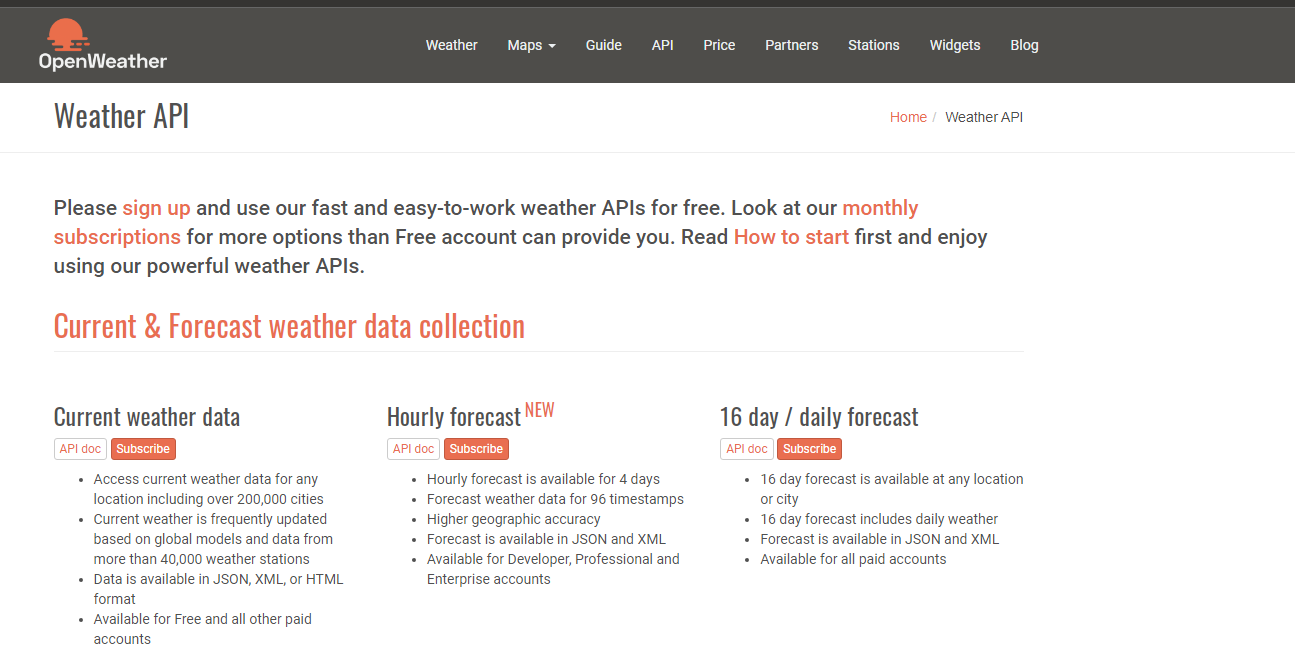 OpenWeather
Weather Maps Guide API Price Partners Stations Widgets Blog
Weather API
Home / Weather API
Please sign up and use our fast and easy-to-work weather APIs for free. Look at our monthly
subscriptions for more options than Free account can provide you. Read How to start first and enjoy
using our powerful weather APIs.
Current & Forecast weather data collection
Current weather data
API doc Subscribe
• Access current weather data for any
location including over 200,000 cities
• Current weather is frequently updated
based on global models and data from
more than 40,000 weather stations
• Data is available in JSON, XML, or HTML
format
• Available for Free and all other paid
accounts
Hourly forecast NEW
API doc Subscribe
• Hourly forecast is available for 4 days
• Forecast weather data for 96 timestamps
• Higher geographic accuracy
• Forecast is available in JSON and XML
• Available for Developer, Professional and
Enterprise accounts
16 day / daily forecast
API doc Subscribe
• 16 day forecast is available at any location
or city
• 16 day forecast includes daily weather
• Forecast is available in JSON and XML
• Available for all paid accounts